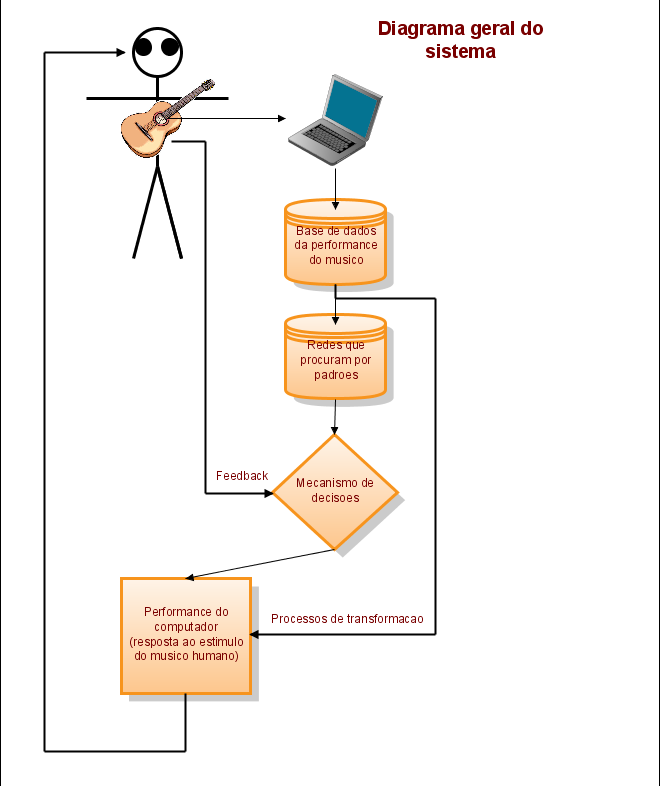 Diagrama geral do
sistema
Base de dados
da performance
do musico
Redes que
procuram por
padroes
Feedback
Mecanismo de
decisoes
Performance do
computador
(resposta ao estimulo
do musico humano)
Processos de transformacao